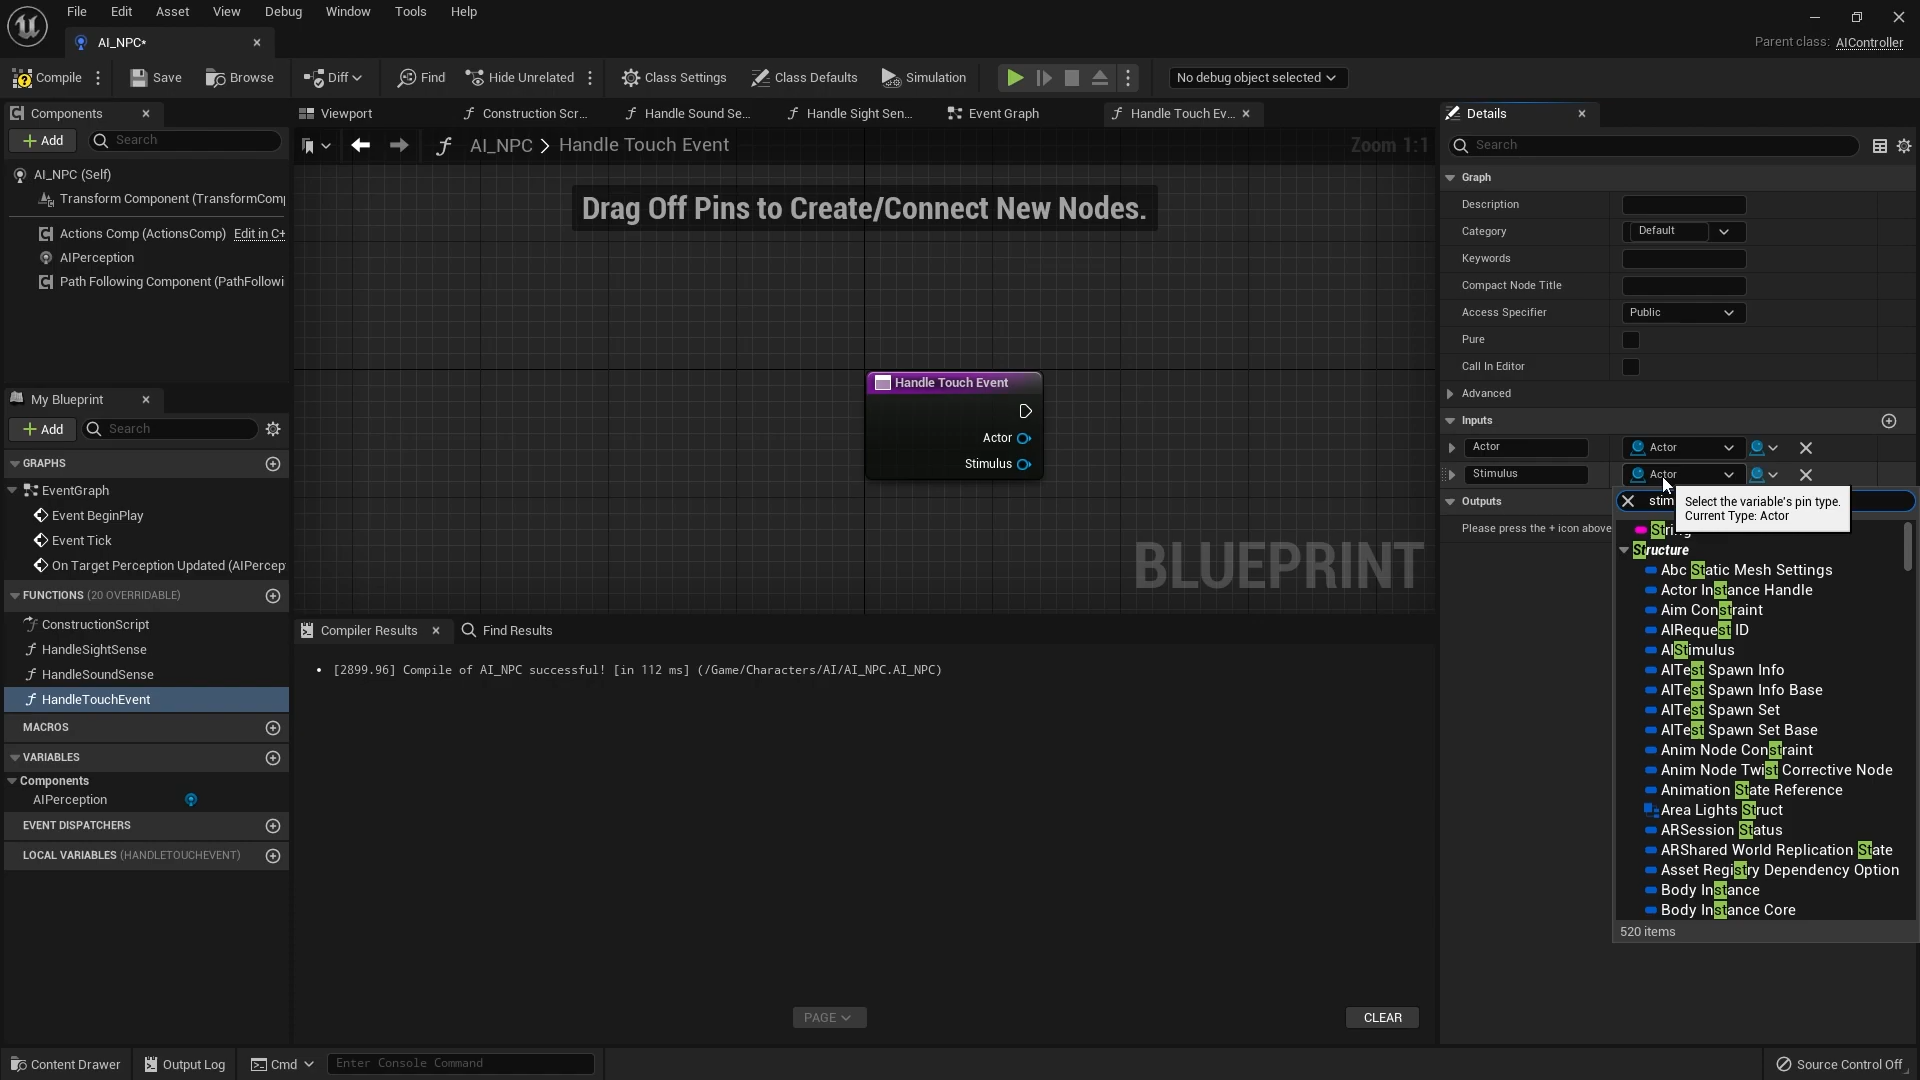 File Edit Asset View Debug Window Tools Help
AI_NPC*
Parent class: AIController
Compile Save Browse Diff Find Hide Unrelated Class Settings Class Defaults Simulation No debug object selected
Components
Viewport Construction Scr... Handle Sound Se... Handle Sight Sen... Event Graph Handle Touch Ev...
Details
Add Search
AI_NPC > Handle Touch Event
Zoom 1:1
Search
AI_NPC (Self)
Transform Component (TransformComp
Actions Comp (ActionsComp) Edit in C+
AIPerception
Path Following Component (PathFollowi
Drag Off Pins to Create/Connect New Nodes.
Handle Touch Event
Actor
Stimulus
BLUEPRINT
My Blueprint
Add Search
GRAPHS
EventGraph
Event BeginPlay
Event Tick
On Target Perception Updated (AIPercep
FUNCTIONS (20 OVERRIDABLE)
ConstructionScript
HandleSightSense
HandleSoundSense
HandleTouchEvent
MACROS
VARIABLES
Components
AIPerception
EVENT DISPATCHERS
LOCAL VARIABLES (HANDLETOUCHEVENT)
Compiler Results Find Results
[2899.96] Compile of AI_NPC successful! [in 112 ms] (/Game/Characters/AI/AI_NPC.AI_NPC)
PAGE
CLEAR
Graph
Description
Category Default
Keywords
Compact Node Title
Access Specifier Public
Pure
Call In Editor
Advanced
Inputs
Actor Actor
Stimulus Actor
Outputs
Please press the + icon above
stim
Select the variable's pin type.
Current Type: Actor
Structure
Abc Static Mesh Settings
Actor Instance Handle
Aim Constraint
AIRequest ID
AIStimulus
AITest Spawn Info
AITest Spawn Info Base
AITest Spawn Set
AITest Spawn Set Base
Anim Node Constraint
Anim Node Twist Corrective Node
Animation State Reference
Area Lights Struct
ARSession Status
ARShared World Replication State
Asset Registry Dependency Option
Body Instance
Body Instance Core
520 items
Content Drawer Output Log Cmd Enter Console Command
Source Control Off